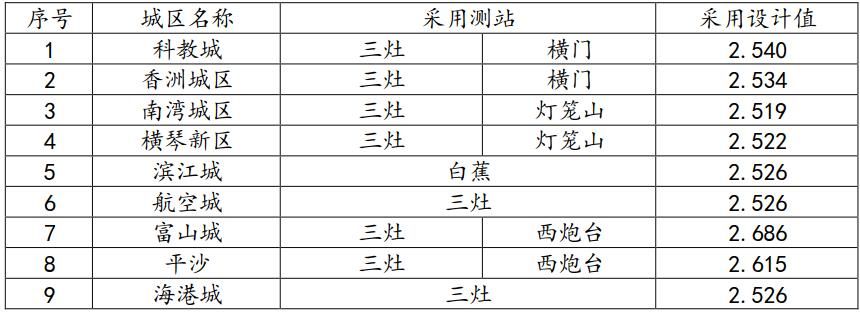 序号 城区名称 采用测站 采用设计值
1 科教城 三灶 横门 2.540
2 香洲城区 三灶 横门 2.534
3 南湾城区 三灶 灯笼山 2.519
4 横琴新区 三灶 灯笼山 2.522
5 滨江城 白蕉 2.526
6 航空城 三灶 2.526
7 富山城 三灶 西炮台 2.686
8 平沙 三灶 西炮台 2.615
9 海港城 三灶 2.526